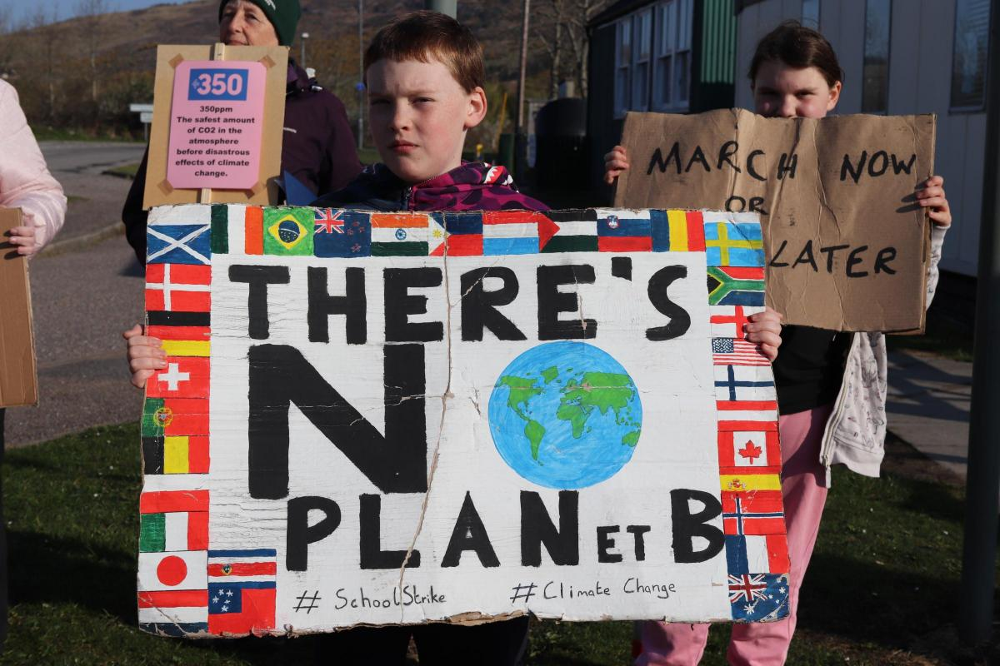 350
350ppm
The safest amount
of CO2 in the
atmosphere
before disastrous
effects of climate
change.
MARCH NOW
OR
LATER
THERE'S
NO
PLANET B
# SchoolStrike
# Climate Change